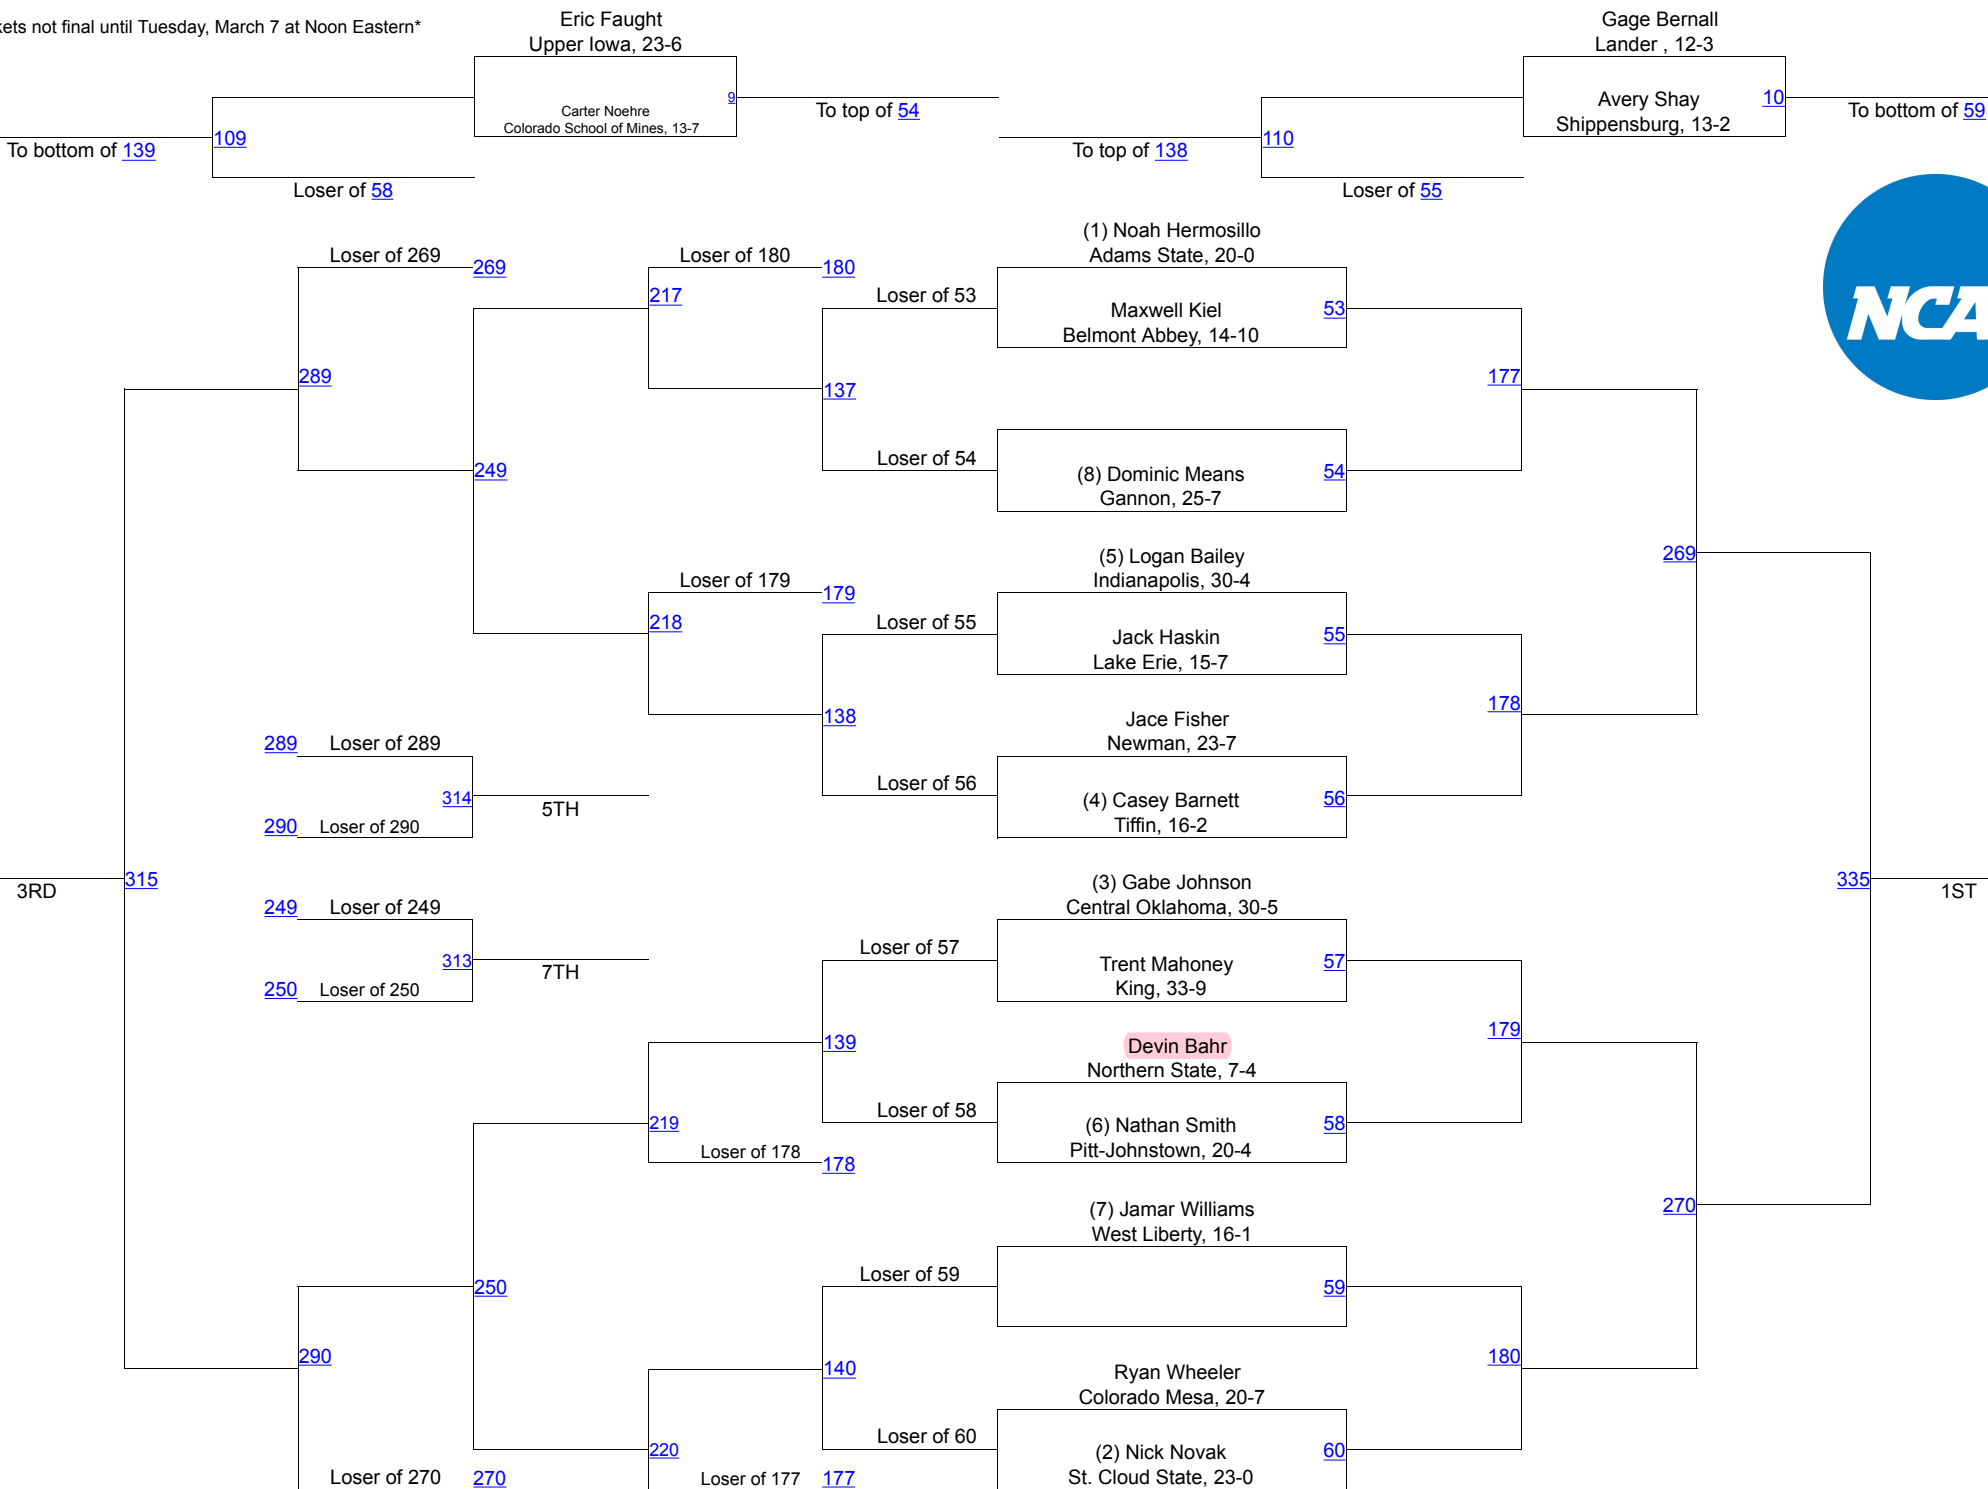 kets not final until Tuesday, March 7 at Noon Eastern*
Eric Faught
Upper Iowa, 23-6
Carter Noehre
Colorado School of Mines, 13-7
9
To top of 54
109
To bottom of 139
Loser of 58
Gage Bernall
Lander , 12-3
Avery Shay
Shippensburg, 13-2
10
To bottom of 59
110
To top of 138
Loser of 55
NCA
(1) Noah Hermosillo
Adams State, 20-0
Loser of 269
269
Loser of 180
180
217
Loser of 53
Maxwell Kiel
Belmont Abbey, 14-10
53
289
137
177
249
Loser of 54
(8) Dominic Means
Gannon, 25-7
54
(5) Logan Bailey
Indianapolis, 30-4
269
Loser of 179
179
218
Loser of 55
Jack Haskin
Lake Erie, 15-7
55
138
178
Jace Fisher
Newman, 23-7
289
Loser of 289
314
5TH
290
Loser of 290
Loser of 56
(4) Casey Barnett
Tiffin, 16-2
56
3RD
315
335
1ST
(3) Gabe Johnson
Central Oklahoma, 30-5
249
Loser of 249
313
7TH
250
Loser of 250
Loser of 57
Trent Mahoney
King, 33-9
57
139
179
Devin Bahr
Northern State, 7-4
219
Loser of 58
(6) Nathan Smith
Pitt-Johnstown, 20-4
58
Loser of 178
178
(7) Jamar Williams
West Liberty, 16-1
270
250
Loser of 59
59
290
140
180
Ryan Wheeler
Colorado Mesa, 20-7
220
Loser of 60
(2) Nick Novak
St. Cloud State, 23-0
60
Loser of 270
270
Loser of 177
177